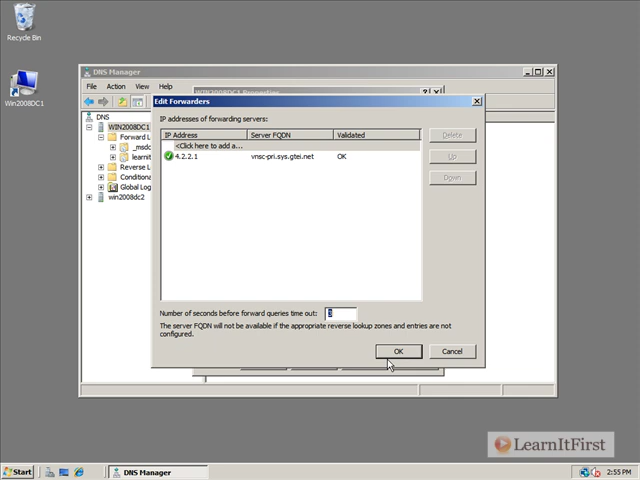 Recycle Bin
WIN2008DC1
DNS Manager
File Action View Help
WIN2008DC1 Properties
Edit Forwarders
IP addresses of forwarding servers:
IP Address Server FQDN Validated
<Click here to add a...
4.2.2.1 vnsc-pri.sys.gtei.net OK
Delete
Up
Down
DNS
WIN2008DC1
Forward L
_msdc
learnit
Reverse L
Conditiona
Global Log
win2008dc2
Number of seconds before forward queries time out: 3
The server FQDN will not be available if the appropriate reverse lookup zones and entries are not
configured.
OK Cancel
LearnItFirst
Start DNS Manager 2:55 PM